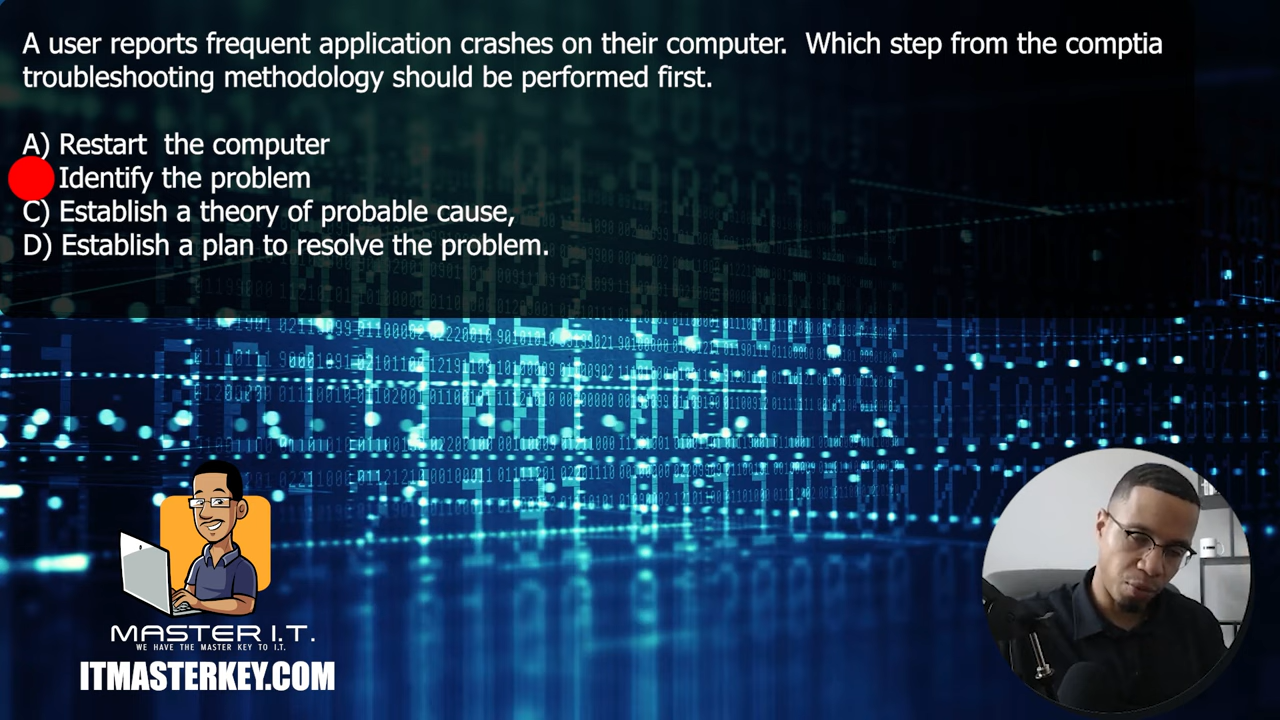 A user reports frequent application crashes on their computer.  Which step from the comptia
troubleshooting methodology should be performed first.
A) Restart  the computer
Identify the problem
C) Establish a theory of probable cause,
D) Establish a plan to resolve the problem.
MASTER I.T.
WE HAVE THE MASTER KEY TO I.T.
ITMASTERKEY.COM